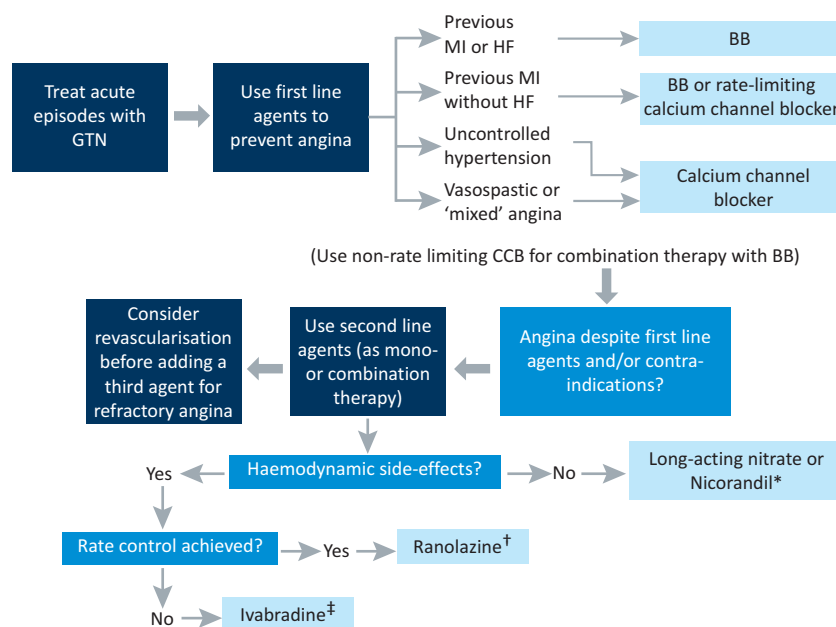 Treat acute
episodes with
GTN
Use first line
agents to
prevent angina
Previous
MI or HF
BB
Previous MI
without HF
BB or rate-limiting
calcium channel blocker
Uncontrolled
hypertension
Vasospastic or
‘mixed’ angina
Calcium channel
blocker
(Use non-rate limiting CCB for combination therapy with BB)
Consider
revascularisation
before adding a
third agent for
refractory angina
Use second line
agents (as mono-
or combination
therapy)
Angina despite first line
agents and/or contra-
indications?
Haemodynamic side-effects?
Yes
No
Long-acting nitrate or
Nicorandil*
Rate control achieved?
Yes
Ranolazine†
No
Ivabradine‡